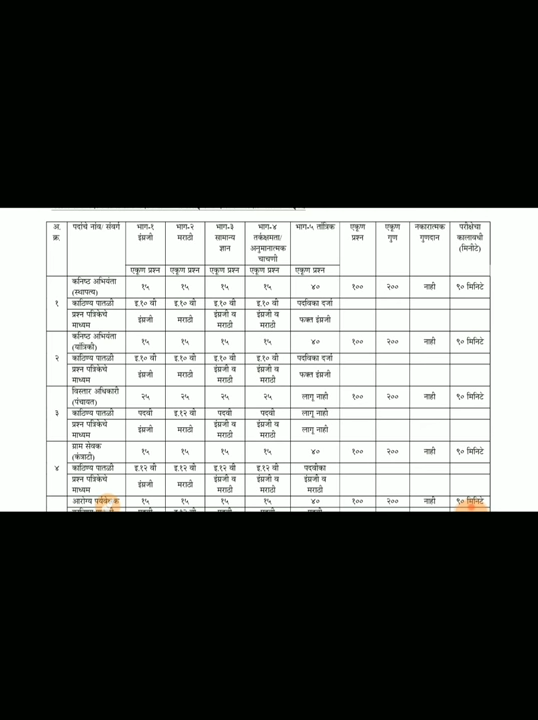 अ. क्र. पदांचे नांव/ संवर्ग भाग-१ इंग्रजी भाग-२ मराठी भाग-३ सामान्य ज्ञान भाग-४ तर्कक्षमता/ अनुमानात्मक चाचणी भाग-५ तांत्रिक एकूण प्रश्न एकूण गुण नकारात्मक गुणदान परीक्षेचा कालावधी (मिनीटे)
एकूण प्रश्न एकूण प्रश्न एकूण प्रश्न एकूण प्रश्न एकूण प्रश्न
१ कनिष्ठ अभियंता (स्थापत्य) १५ १५ १५ १५ ४० १०० २०० नाही ९० मिनिटे
काठिण्य पातळी इ.१० वी इ.१० वी इ.१० वी इ.१० वी पदविका दर्जा
प्रश्न पत्रिकेचे माध्यम इंग्रजी मराठी इंग्रजी व मराठी इंग्रजी व मराठी फक्त इंग्रजी
२ कनिष्ठ अभियंता (यांत्रिकी) १५ १५ १५ १५ ४० १०० २०० नाही ९० मिनिटे
काठिण्य पातळी इ.१० वी इ.१० वी इ.१० वी इ.१० वी पदविका दर्जा
प्रश्न पत्रिकेचे माध्यम इंग्रजी मराठी इंग्रजी व मराठी इंग्रजी व मराठी फक्त इंग्रजी
३ विस्तार अधिकारी (पंचायत) २५ २५ २५ २५ लागू नाही १०० २०० नाही ९० मिनिटे
काठिण्य पातळी पदवी इ.१२ वी पदवी पदवी लागू नाही
प्रश्न पत्रिकेचे माध्यम इंग्रजी मराठी इंग्रजी व मराठी इंग्रजी व मराठी लागू नाही
४ ग्राम सेवक (कंत्राटी) १५ १५ १५ १५ ४० १०० २०० नाही ९० मिनिटे
काठिण्य पातळी इ.१२ वी इ.१२ वी इ.१२ वी इ.१२ वी पदवीका
प्रश्न पत्रिकेचे माध्यम इंग्रजी मराठी इंग्रजी व मराठी इंग्रजी व मराठी इंग्रजी व मराठी
आरोग्य १५ १५ १५ १५ ४० १०० २०० नाही ९० मिनिटे